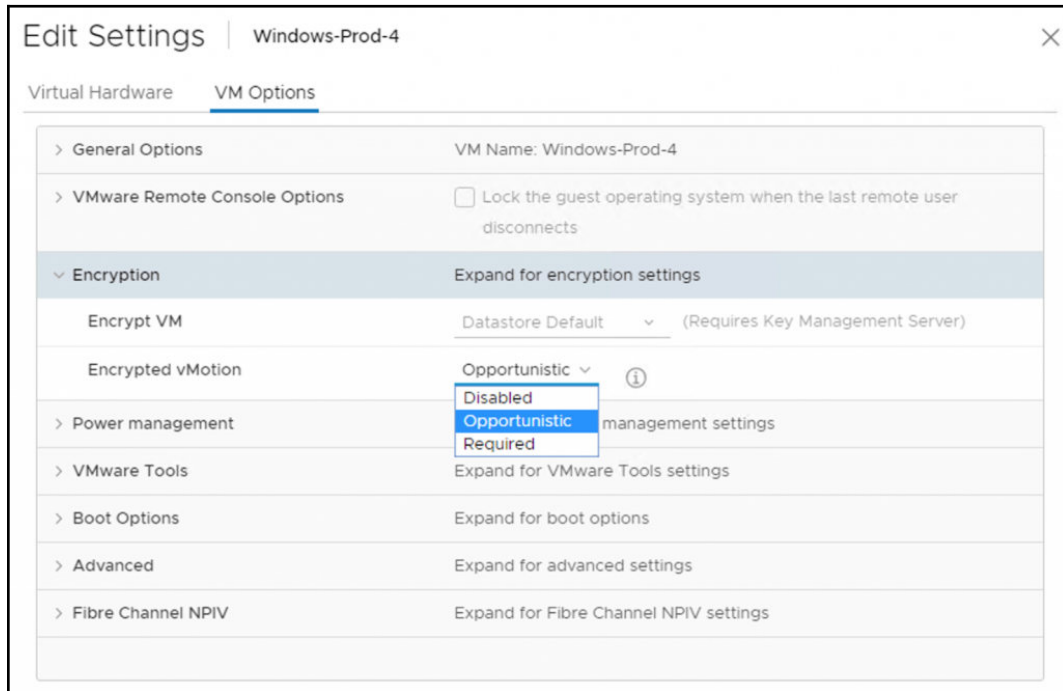 Edit Settings Windows-Prod-4
Virtual Hardware VM Options
General Options VM Name: Windows-Prod-4
VMware Remote Console Options Lock the guest operating system when the last remote user
disconnects
Encryption Expand for encryption settings
Encrypt VM Datastore Default (Requires Key Management Server)
Encrypted vMotion Opportunistic
Disabled
Power management Opportunistic management settings
Required
VMware Tools Expand for VMware Tools settings
Boot Options Expand for boot options
Advanced Expand for advanced settings
Fibre Channel NPIV Expand for Fibre Channel NPIV settings